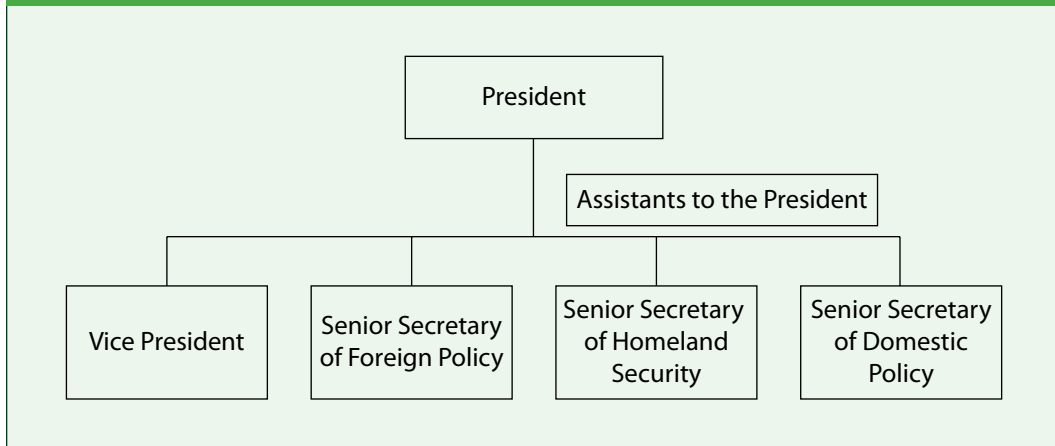 President
Assistants to the President
Vice President
Senior Secretary
of Foreign Policy
Senior Secretary
of Homeland
Security
Senior Secretary
of Domestic
Policy